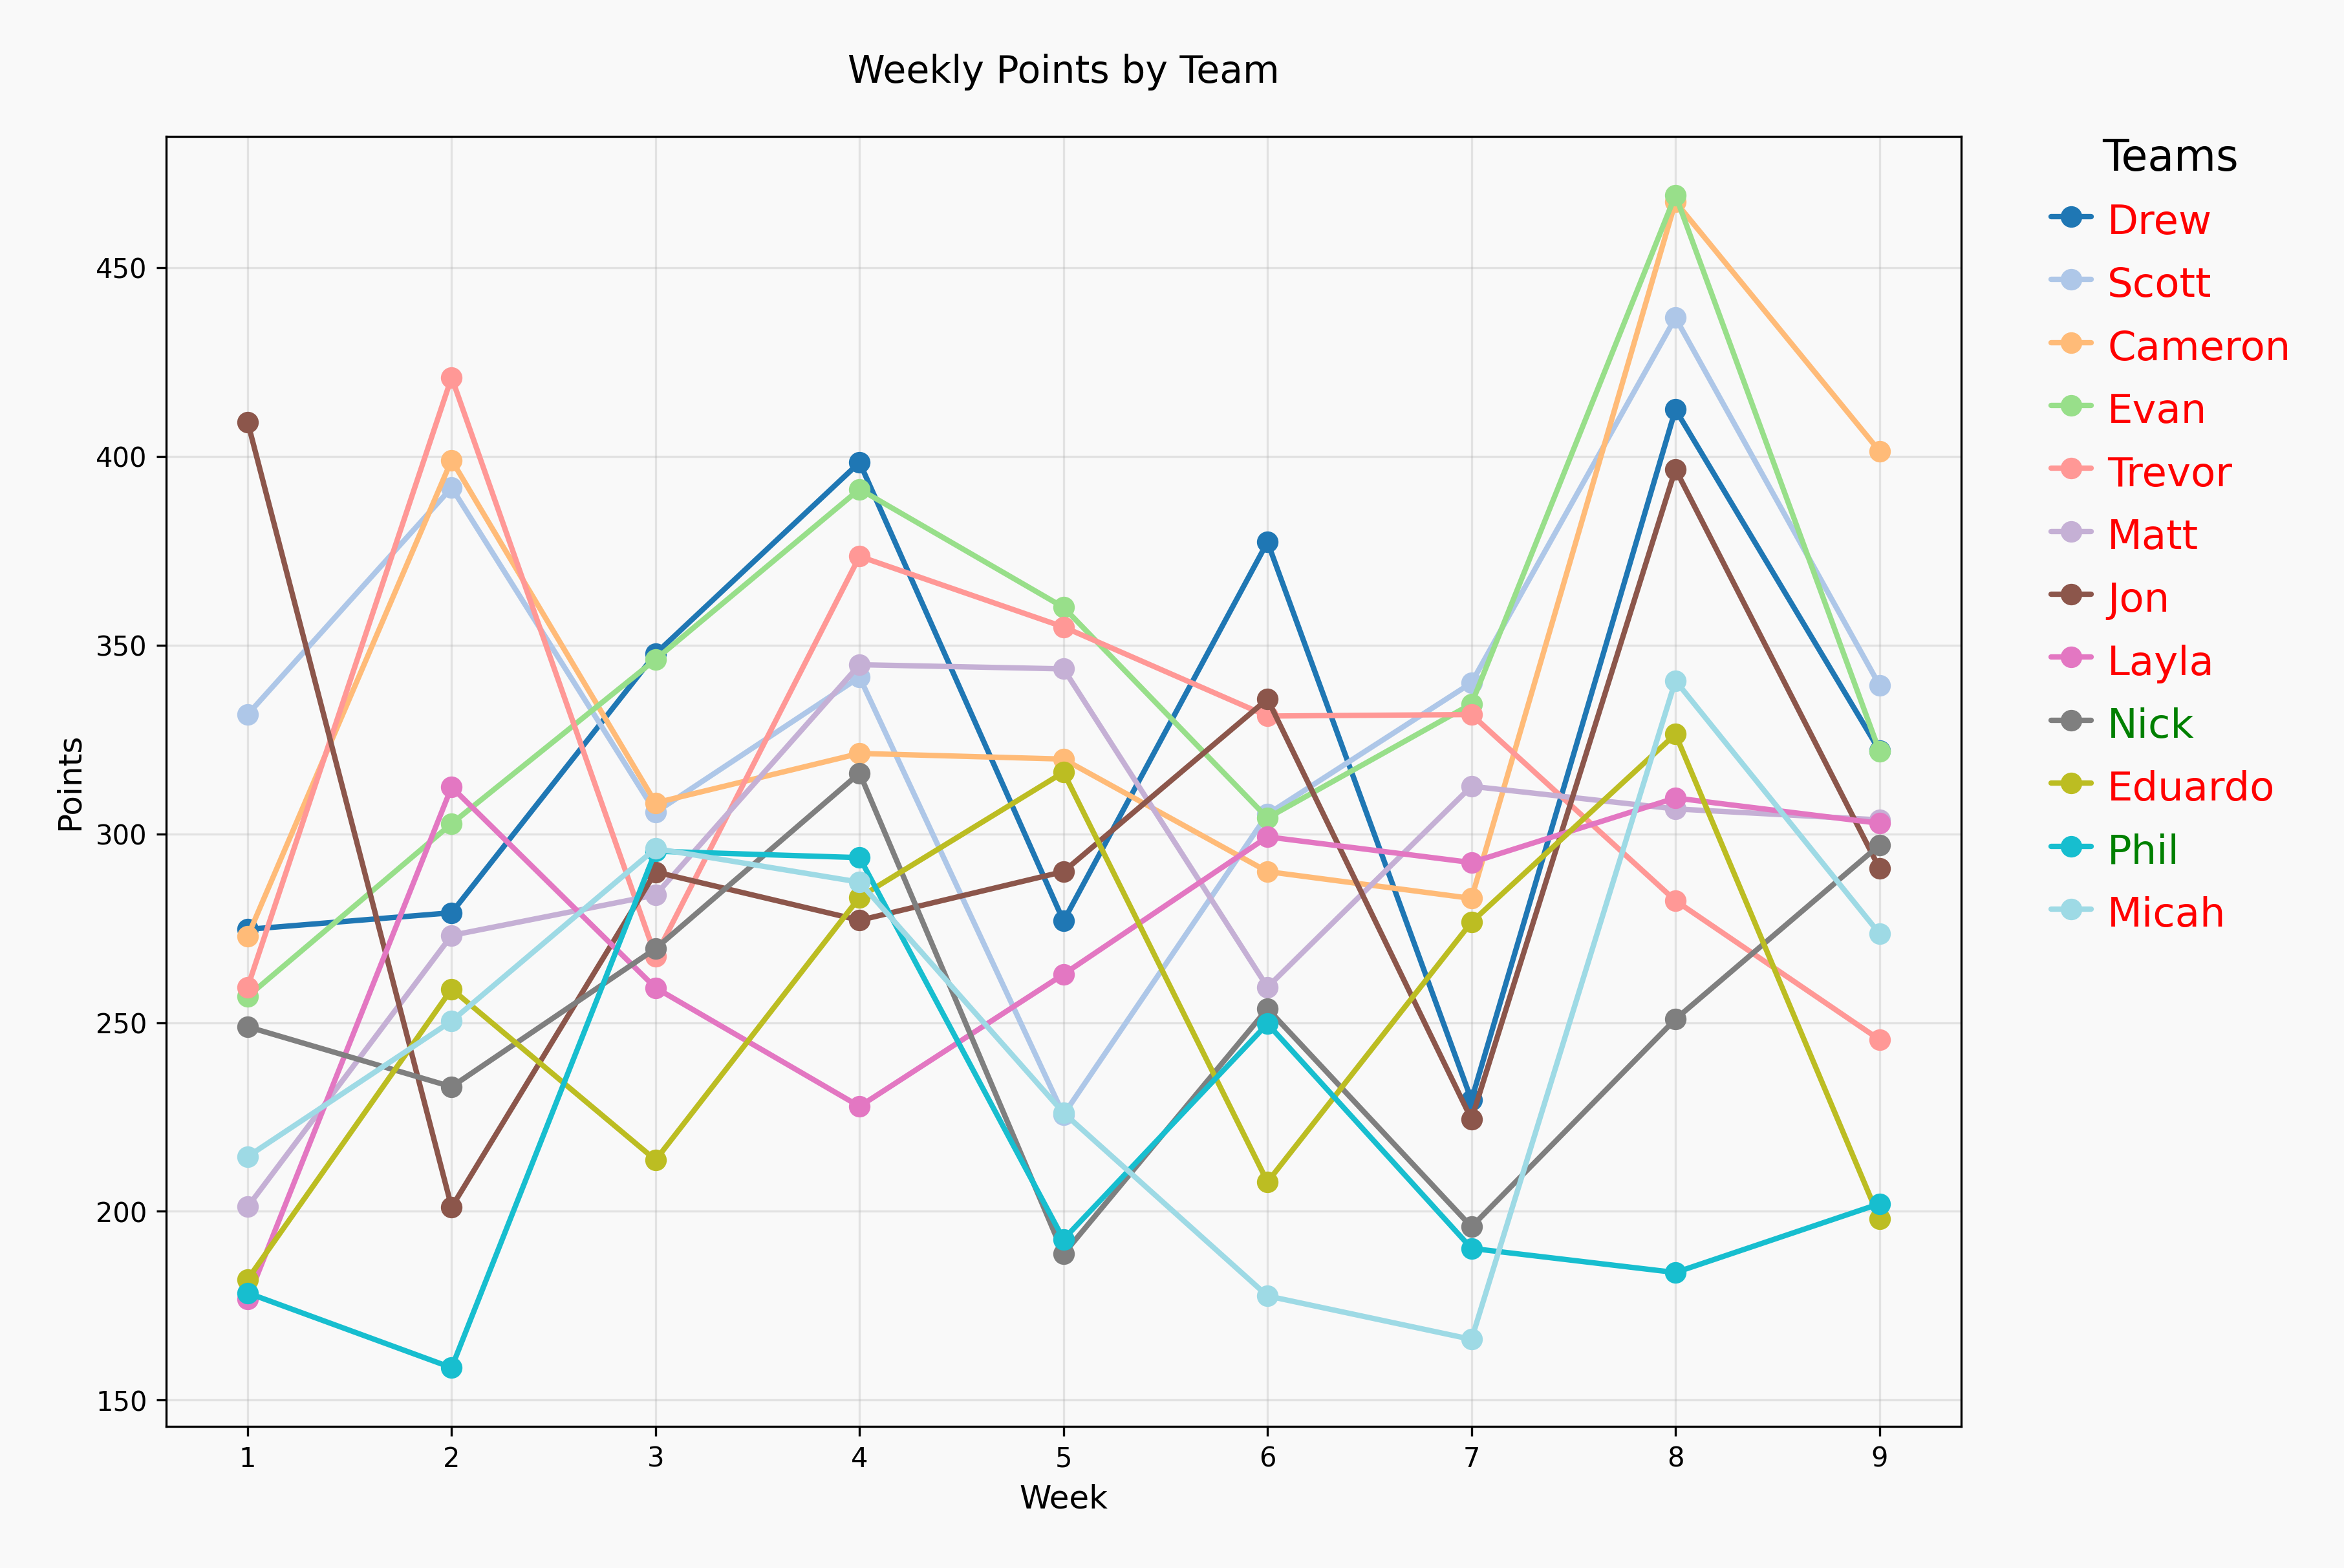 Weekly Points by Team
Points
450
400
350
300
250
200
150
1 2 3 4 5 6 7 8 9
Week
Teams
Drew
Scott
Cameron
Evan
Trevor
Matt
Jon
Layla
Nick
Eduardo
Phil
Micah